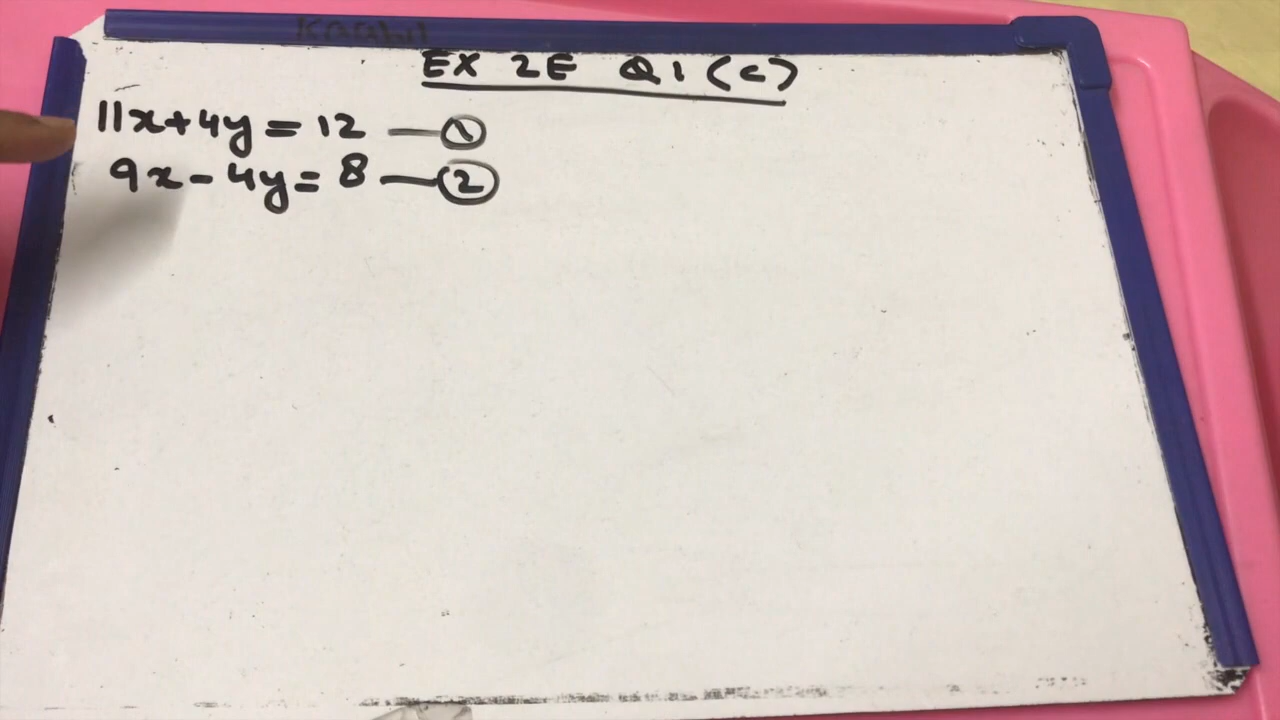 EX 2E Q1 (c)
11x+4y=12 — ①
9x-4y=8 — ②